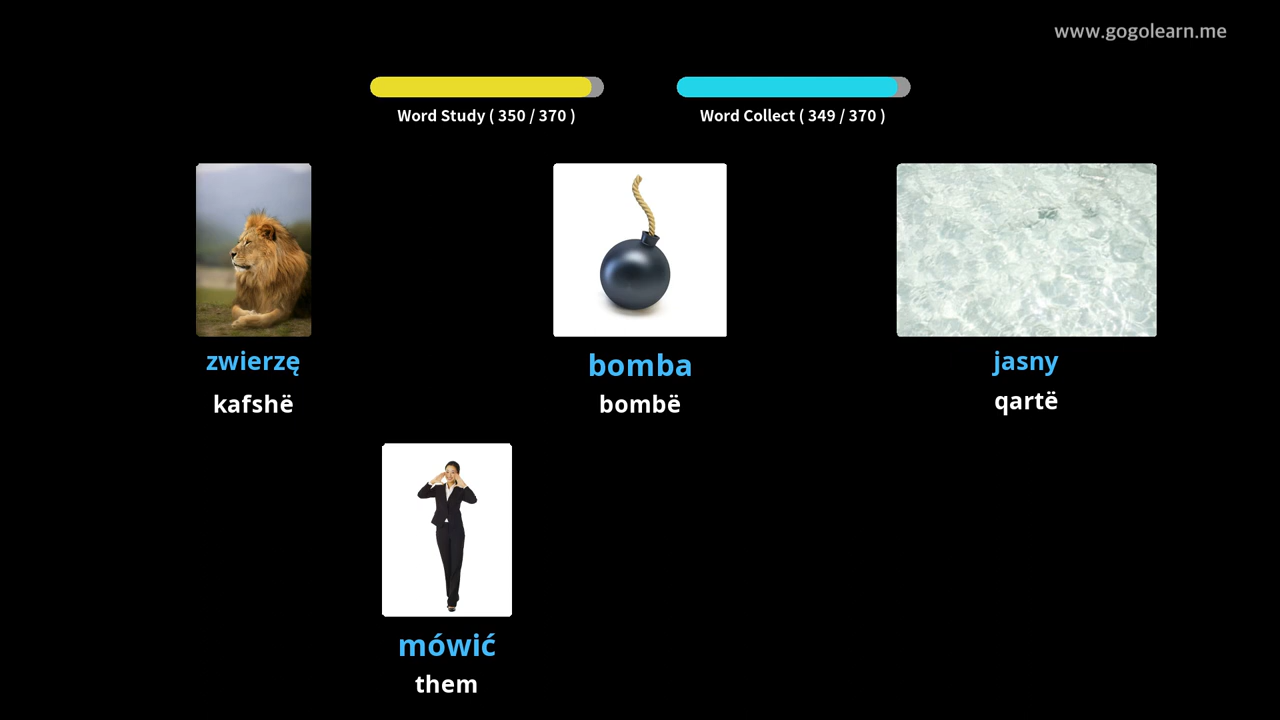 www.gogolearn.me
Word Study ( 350 / 370 )
Word Collect ( 349 / 370 )
zwierzę
kafshë
bomba
bombë
jasny
qartë
mówić
them